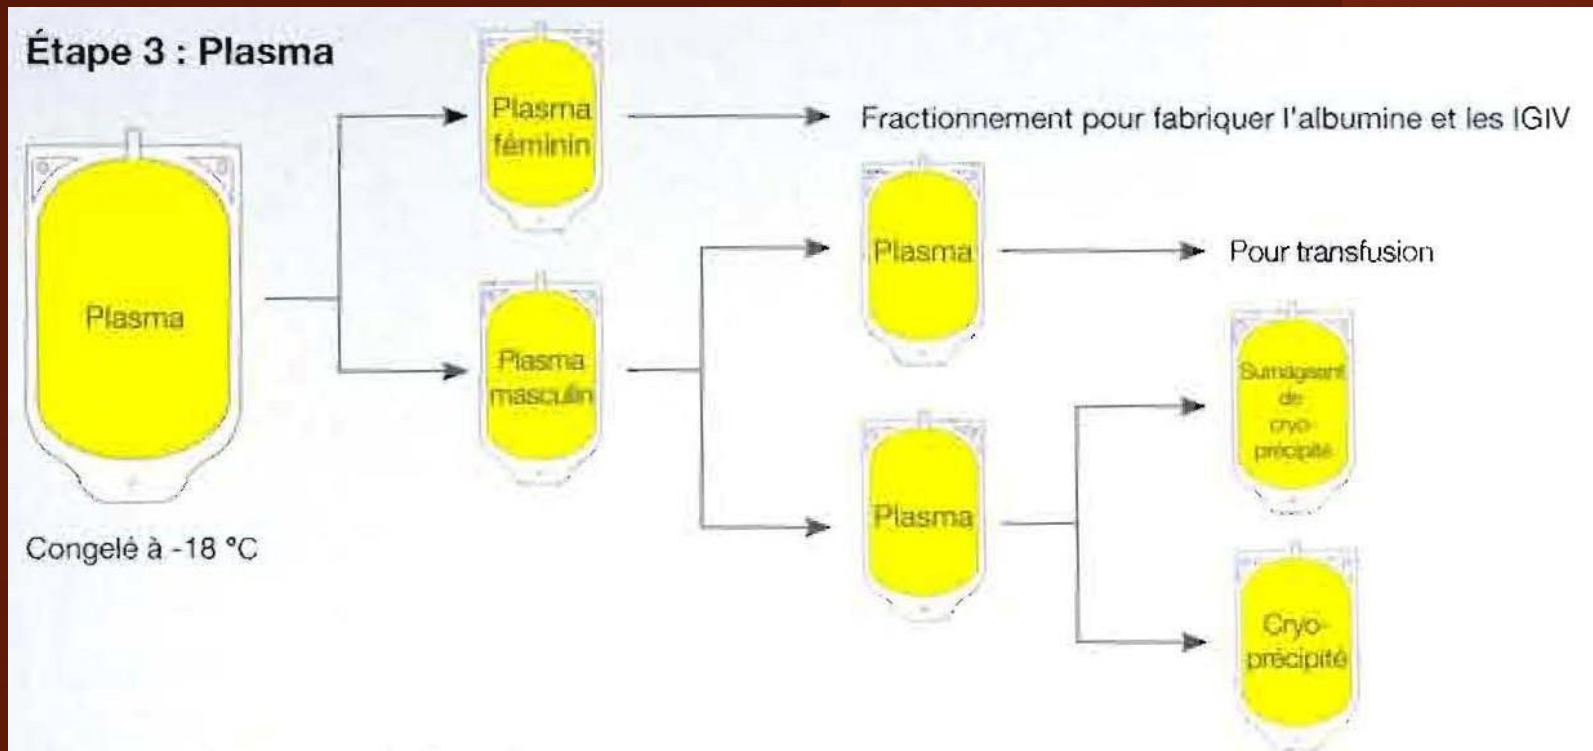 Étape 3 : Plasma
Plasma
Congelé à -18 °C
Plasma
féminin
Fractionnement pour fabriquer l'albumine et les IGIV
Plasma
masculin
Plasma
Pour transfusion
Plasma
Surnageant
de
cryo-
précipité
Cryo-
précipité